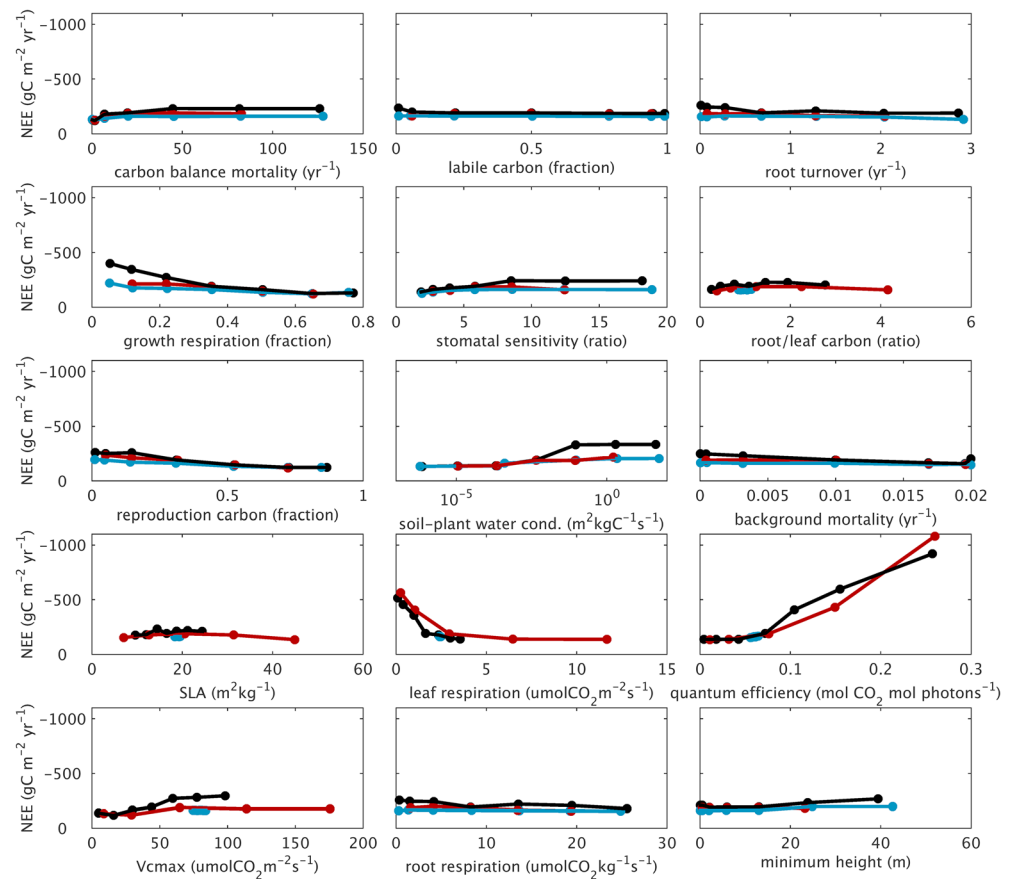 NEE (gC m−2 yr−1)
−1000
−500
0
0 50 100 150
carbon balance mortality (yr−1)
0 0.5 1
labile carbon (fraction)
0 1 2 3
root turnover (yr−1)
NEE (gC m−2 yr−1)
−1000
−500
0
0 0.2 0.4 0.6 0.8
growth respiration (fraction)
0 5 10 15 20
stomatal sensitivity (ratio)
0 2 4 6
root/leaf carbon (ratio)
NEE (gC m−2 yr−1)
−1000
−500
0
0 0.5 1
reproduction carbon (fraction)
10−5 100
soil−plant water cond. (m2kgC−1s−1)
0 0.005 0.01 0.015 0.02
background mortality (yr−1)
NEE (gC m−2 yr−1)
−1000
−500
0
0 20 40 60
SLA (m2kg−1)
0 5 10 15
leaf respiration (umolCO2m−2s−1)
0 0.1 0.2 0.3
quantum efficiency (mol CO2 mol photons−1)
NEE (gC m−2 yr−1)
−1000
−500
0
0 50 100 150 200
Vcmax (umolCO2m−2s−1)
0 10 20 30
root respiration (umolCO2kg−1s−1)
0 20 40 60
minimum height (m)